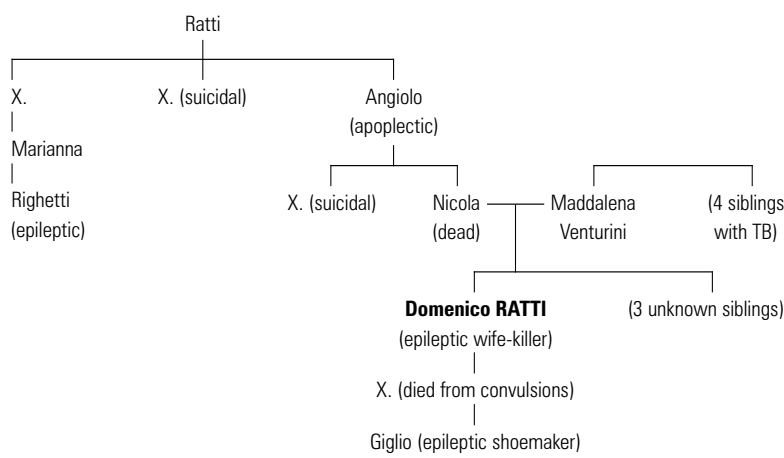 Ratti
X.
X. (suicidal)
Angiolo
(apoplectic)
Marianna
Righetti
(epileptic)
X. (suicidal)
Nicola
(dead)
Maddalena
Venturini
(4 siblings
with TB)
Domenico RATTI
(epileptic wife-killer)
(3 unknown siblings)
X. (died from convulsions)
Giglio (epileptic shoemaker)